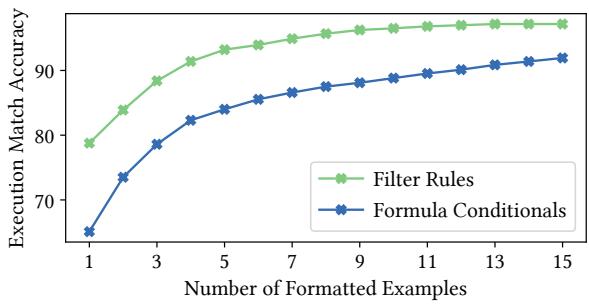 Execution Match Accuracy
90
80
70
Filter Rules
Formula Conditionals
1 3 5 7 9 11 13 15
Number of Formatted Examples